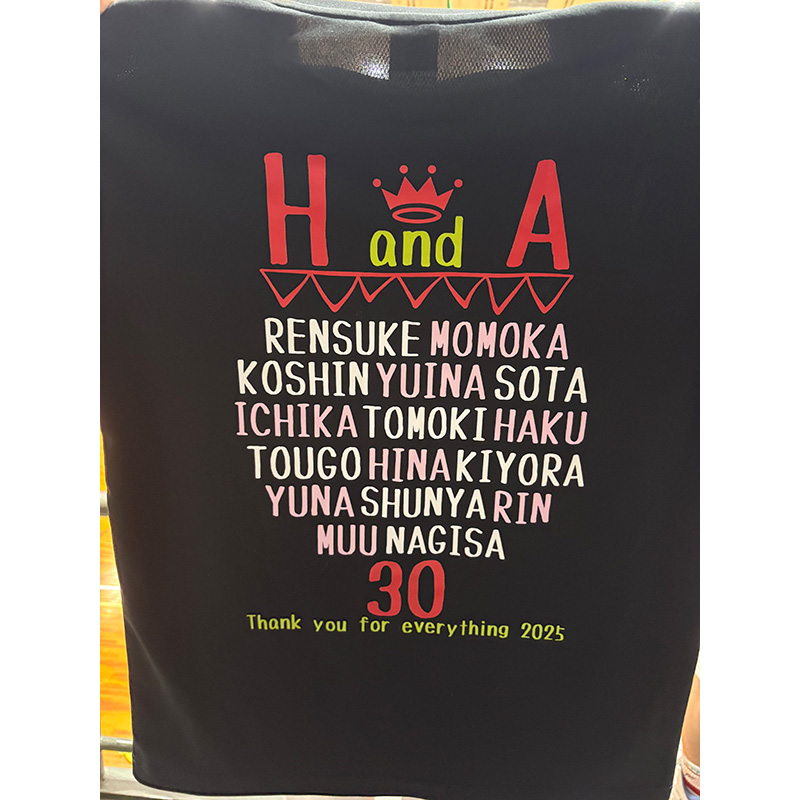 H and A
RENSUKE MOMOKA
KOSHIN YUINA SOTA
ICHIKA TOMOKI HAKU
TOUGO HINA KIYORA
YUNA SHUNYA RIN
MUU NAGISA
30
Thank you for everything 2025